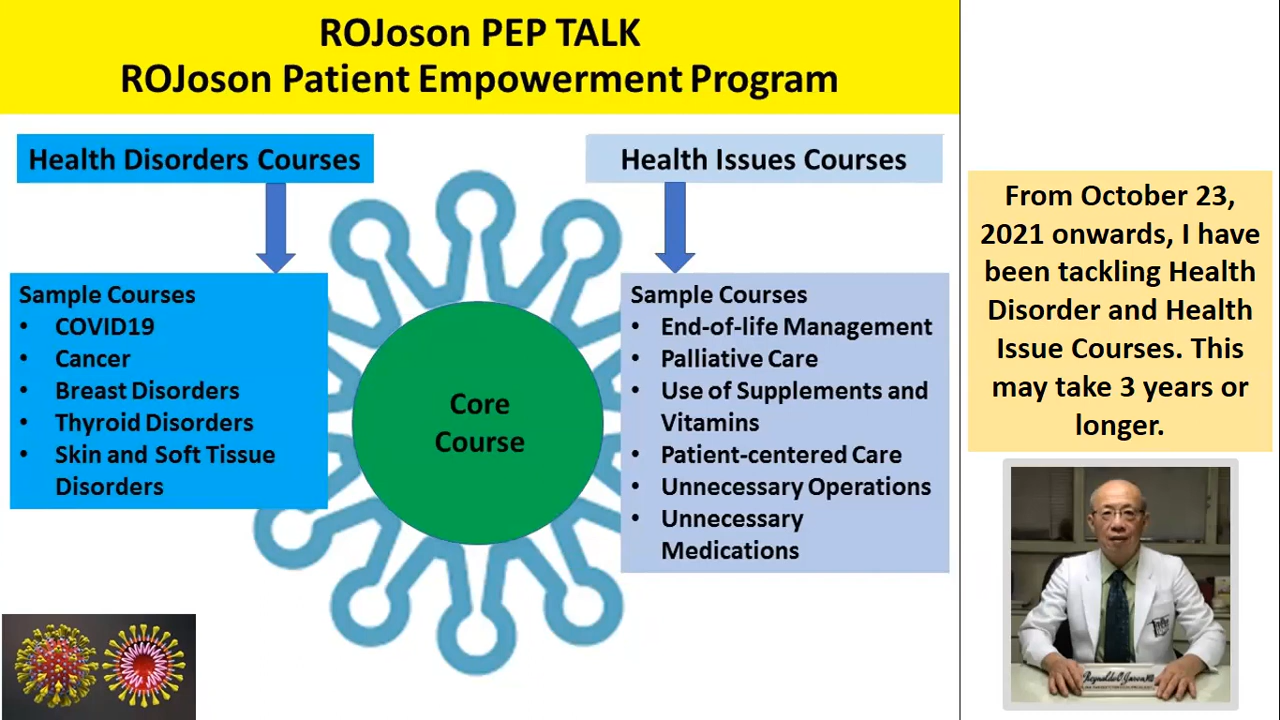 ROJoson PEP TALK
ROJoson Patient Empowerment Program
Health Disorders Courses
Health Issues Courses
Sample Courses
• COVID19
• Cancer
• Breast Disorders
• Thyroid Disorders
• Skin and Soft Tissue
Disorders
Core
Course
Sample Courses
• End-of-life Management
• Palliative Care
• Use of Supplements and
Vitamins
• Patient-centered Care
• Unnecessary Operations
• Unnecessary
Medications
From October 23,
2021 onwards, I have
been tackling Health
Disorder and Health
Issue Courses. This
may take 3 years or
longer.
Reynaldo O. Joson, MD